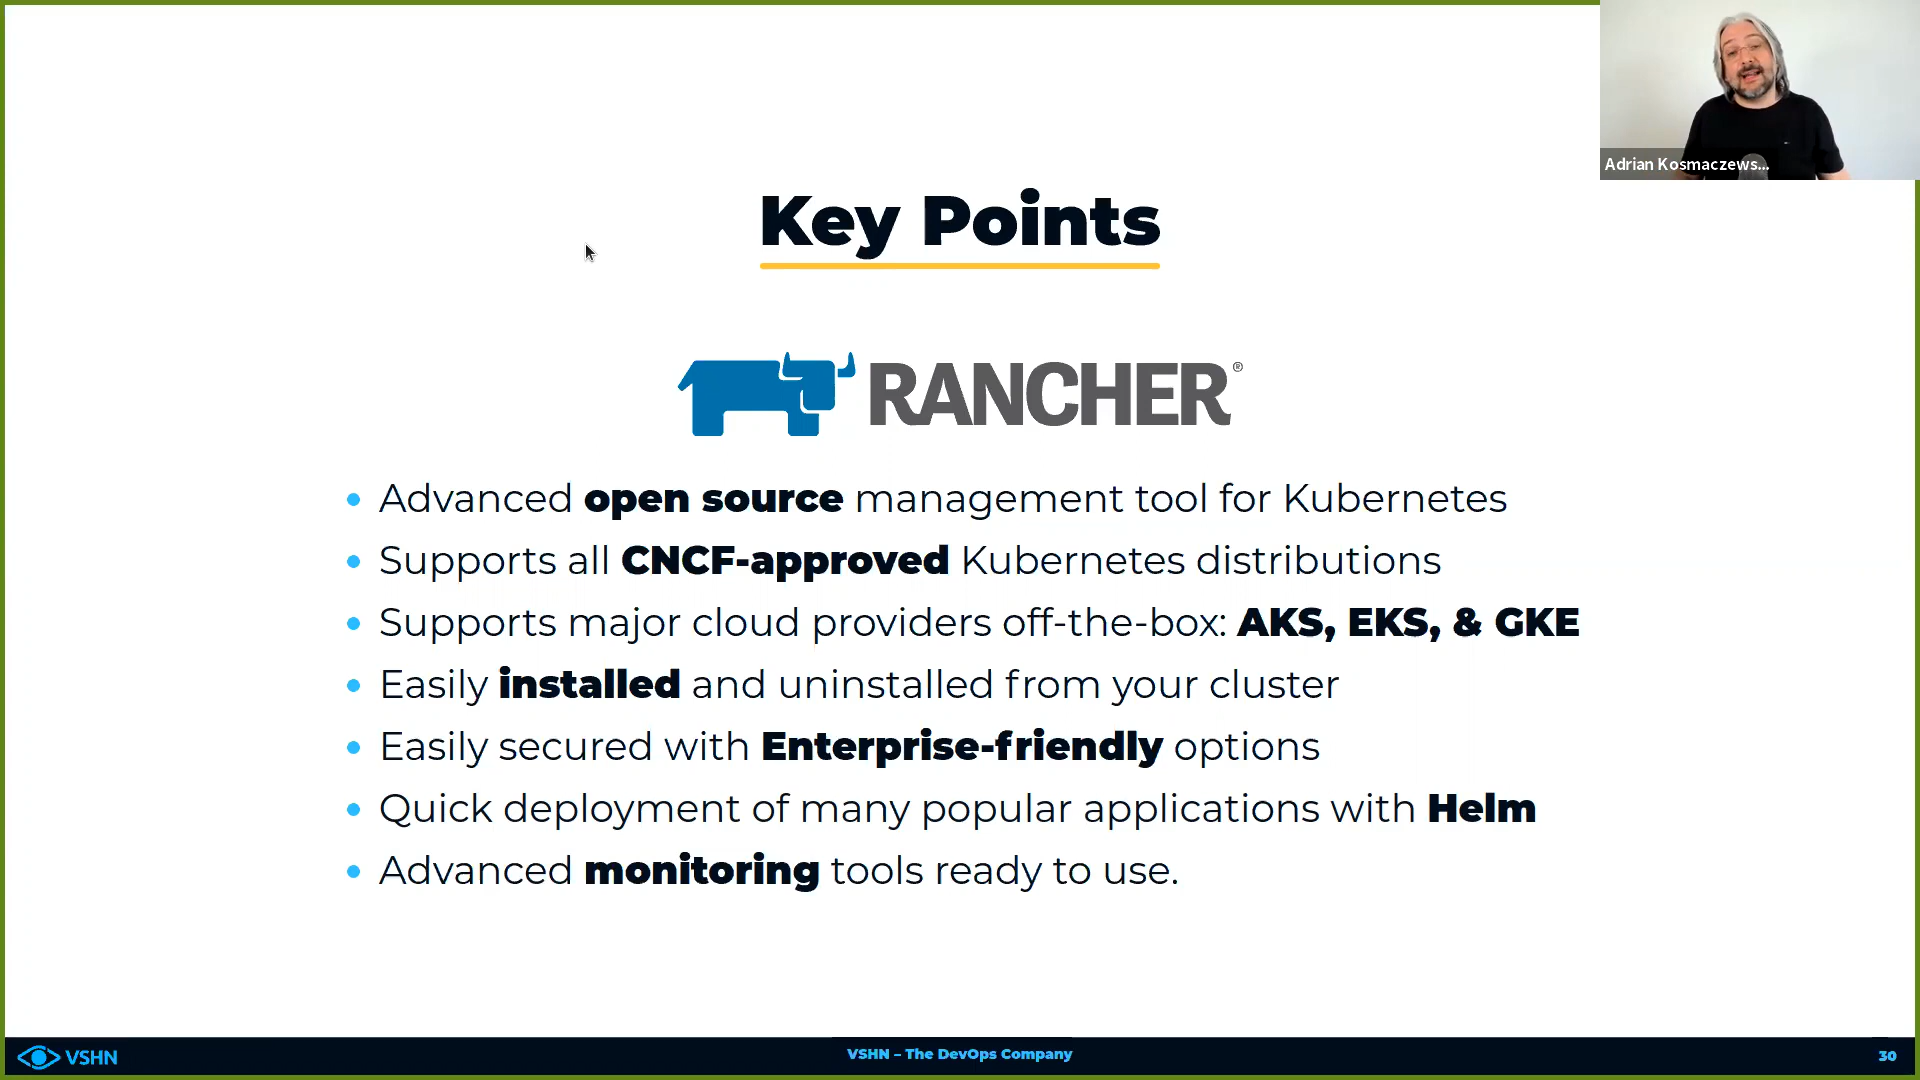 Adrian Kosmaczews...
Key Points
RANCHER®
Advanced open source management tool for Kubernetes
Supports all CNCF-approved Kubernetes distributions
Supports major cloud providers off-the-box: AKS, EKS, & GKE
Easily installed and uninstalled from your cluster
Easily secured with Enterprise-friendly options
Quick deployment of many popular applications with Helm
Advanced monitoring tools ready to use.
VSHN
VSHN – The DevOps Company
30